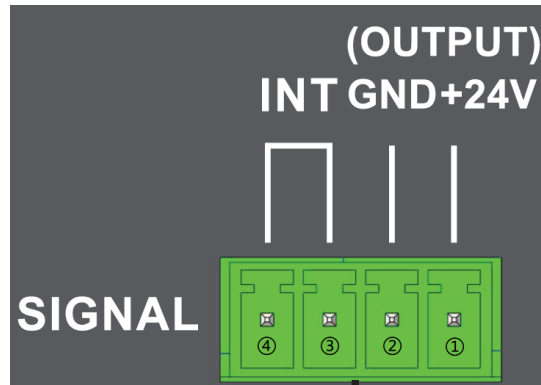 (OUTPUT)
INT GND+24V
SIGNAL
④ ③ ② ①